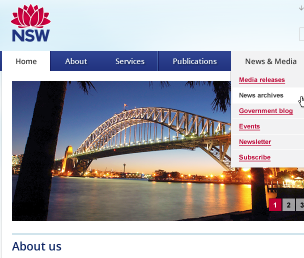 NSW
Home About Services Publications News & Media
Media releases
News archives
Government blog
Events
Newsletter
Subscribe
1 2 3
About us